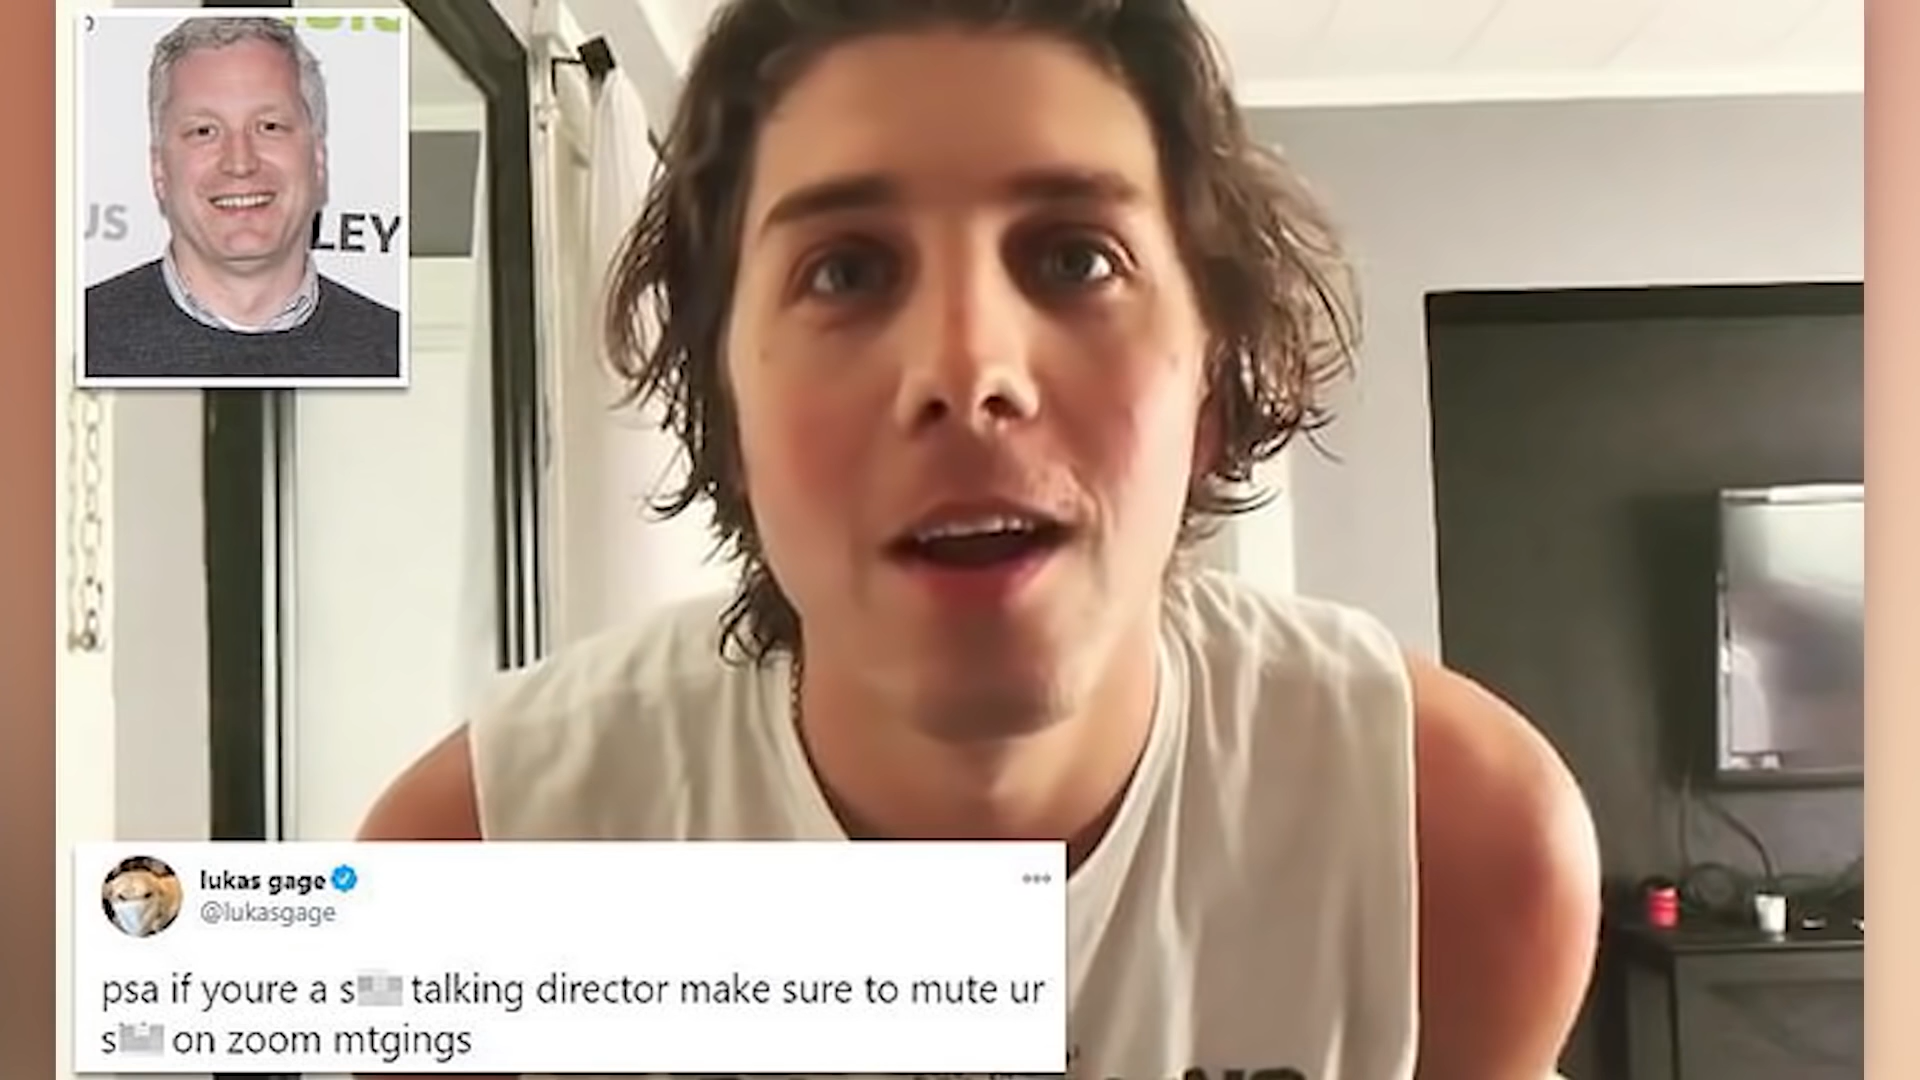 US
LEY
lukas gage
@lukasgage
psa if youre a s talking director make sure to mute ur
s on zoom mtgings